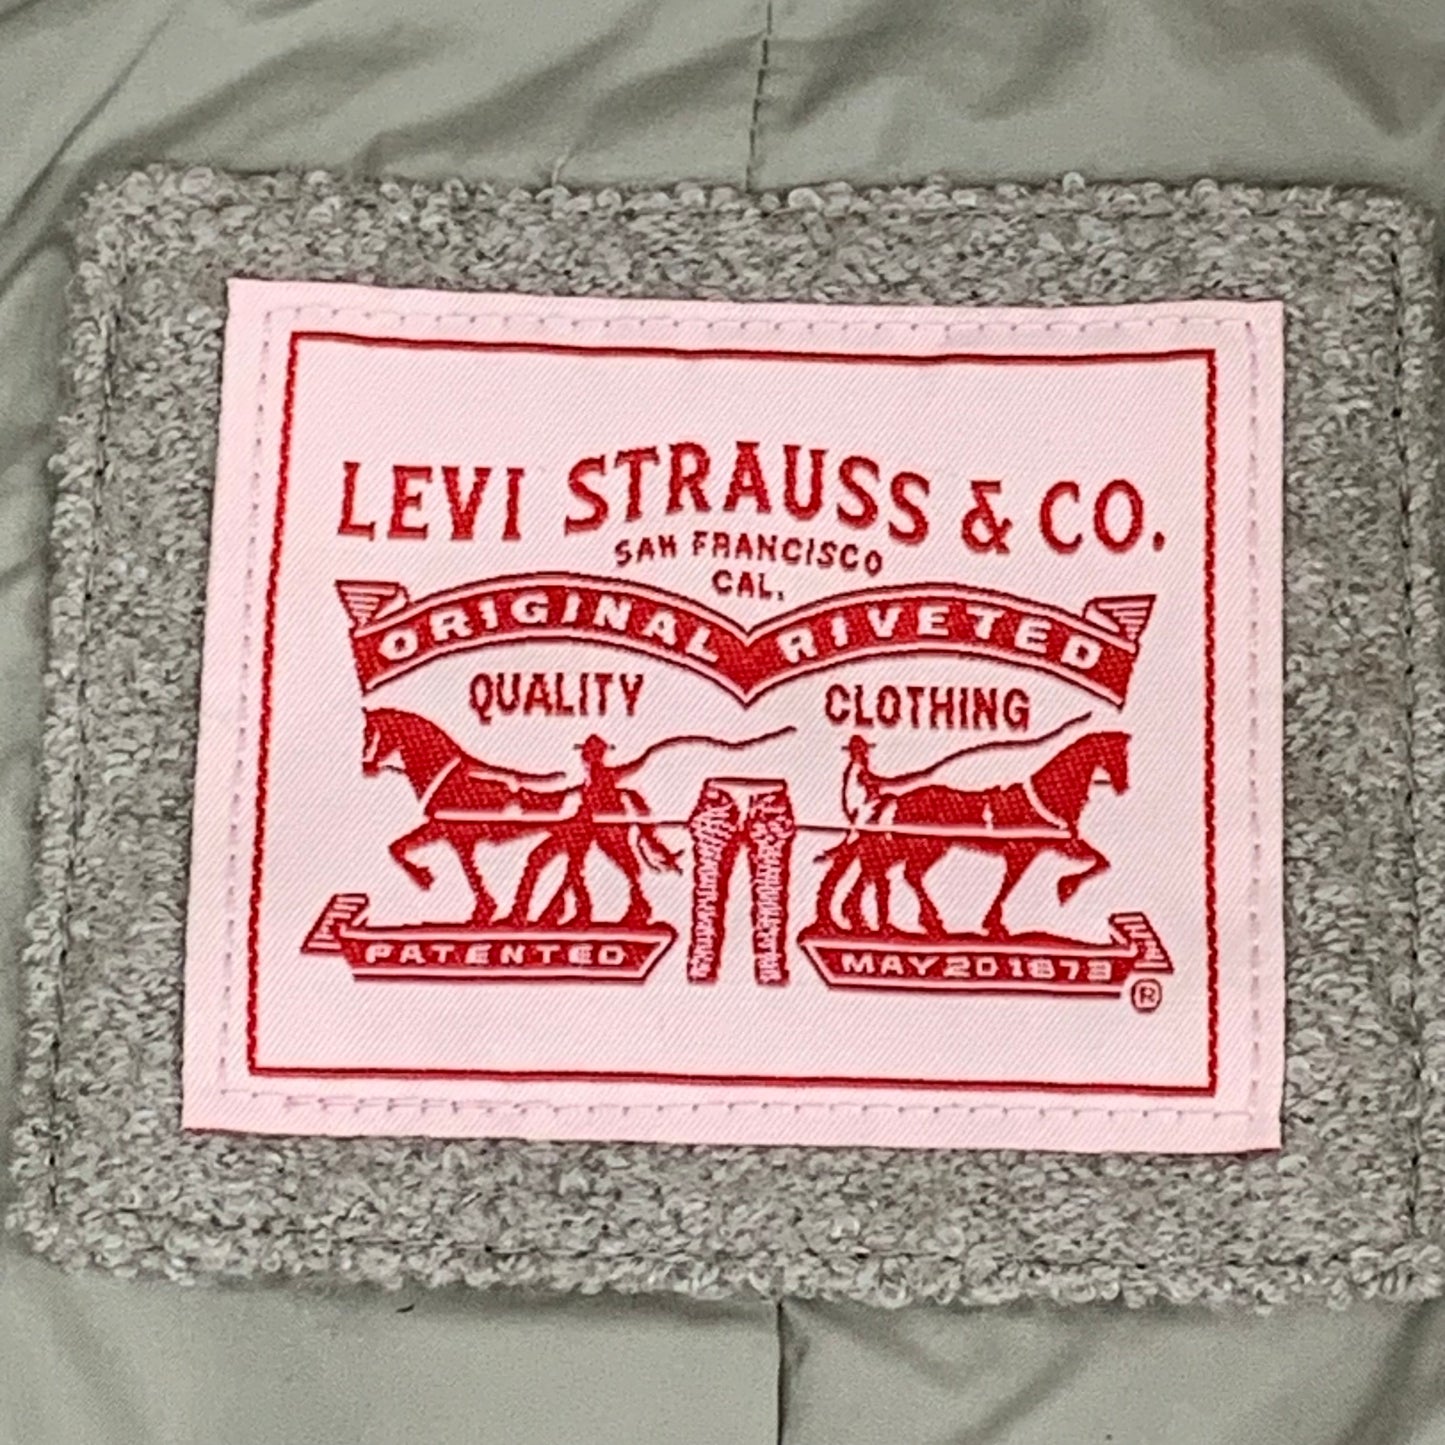 LEVI STRAUSS & CO.
SAN FRANCISCO
CAL.
ORIGINAL RIVETED
QUALITY CLOTHING
PATENTED MAY 20 1873
®